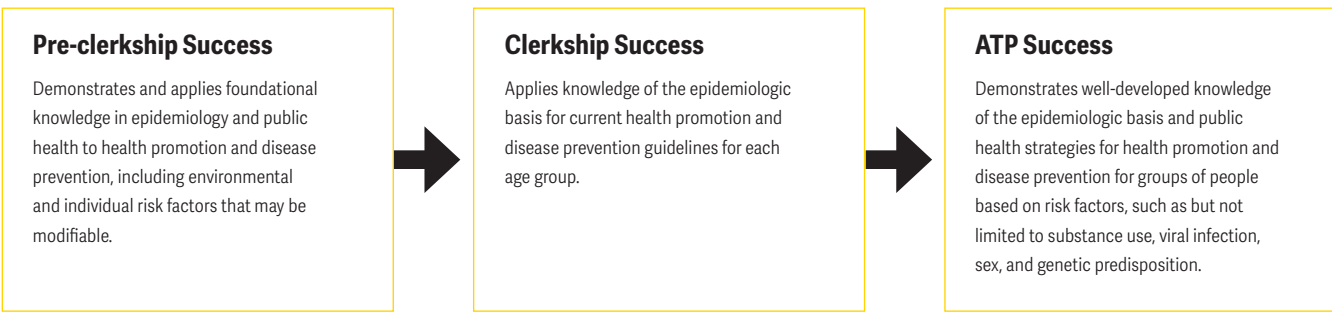 Pre-clerkship Success
Demonstrates and applies foundational
knowledge in epidemiology and public
health to health promotion and disease
prevention, including environmental
and individual risk factors that may be
modifiable.
Clerkship Success
Applies knowledge of the epidemiologic
basis for current health promotion and
disease prevention guidelines for each
age group.
ATP Success
Demonstrates well-developed knowledge
of the epidemiologic basis and public
health strategies for health promotion and
disease prevention for groups of people
based on risk factors, such as but not
limited to substance use, viral infection,
sex, and genetic predisposition.